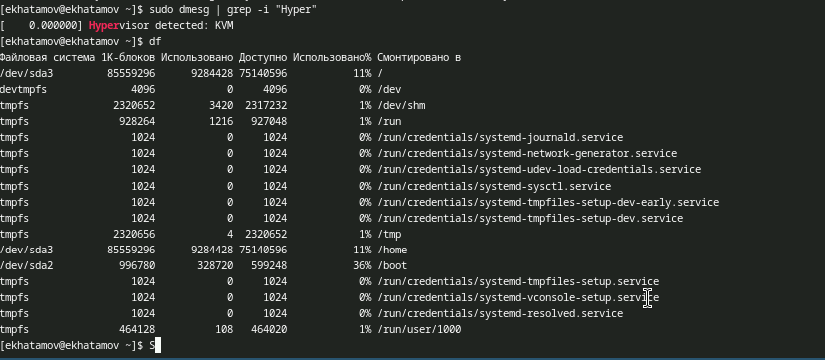 [ekhatamov@ekhatamov ~]$ sudo dmesg | grep -i "Hyper"
[    0.000000] Hypervisor detected: KVM
[ekhatamov@ekhatamov ~]$ df
Файловая система 1K-блоков Использовано Доступно Использовано% Смонтировано в
/dev/sda3         85559296      9284428 75140596           11% /
devtmpfs              4096            0     4096            0% /dev
tmpfs              2320652         3420  2317232            1% /dev/shm
tmpfs               928264         1216   927048            1% /run
tmpfs                 1024            0     1024            0% /run/credentials/systemd-journald.service
tmpfs                 1024            0     1024            0% /run/credentials/systemd-network-generator.service
tmpfs                 1024            0     1024            0% /run/credentials/systemd-udev-load-credentials.service
tmpfs                 1024            0     1024            0% /run/credentials/systemd-sysctl.service
tmpfs                 1024            0     1024            0% /run/credentials/systemd-tmpfiles-setup-dev-early.service
tmpfs                 1024            0     1024            0% /run/credentials/systemd-tmpfiles-setup-dev.service
tmpfs              2320656            4  2320652            1% /tmp
/dev/sda3         85559296      9284428 75140596           11% /home
/dev/sda2           996780       328720   599248           36% /boot
tmpfs                 1024            0     1024            0% /run/credentials/systemd-tmpfiles-setup.service
tmpfs                 1024            0     1024            0% /run/credentials/systemd-vconsole-setup.service
tmpfs                 1024            0     1024            0% /run/credentials/systemd-resolved.service
tmpfs               464128          108   464020            1% /run/user/1000
[ekhatamov@ekhatamov ~]$ S